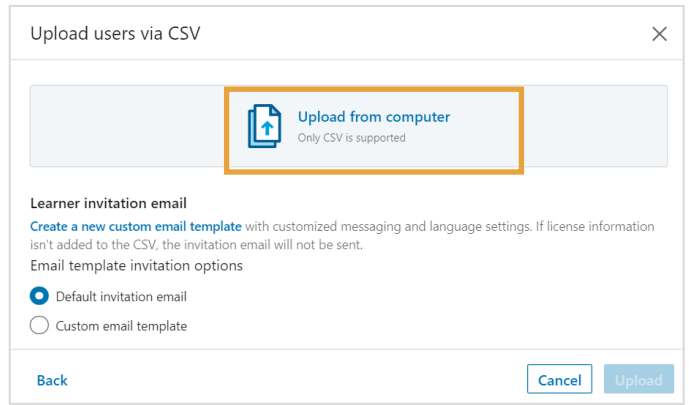 Upload users via CSV
Upload from computer
Only CSV is supported
Learner invitation email
Create a new custom email template with customized messaging and language settings. If license information
isn't added to the CSV, the invitation email will not be sent.
Email template invitation options
Default invitation email
Custom email template
Back
Cancel
Upload